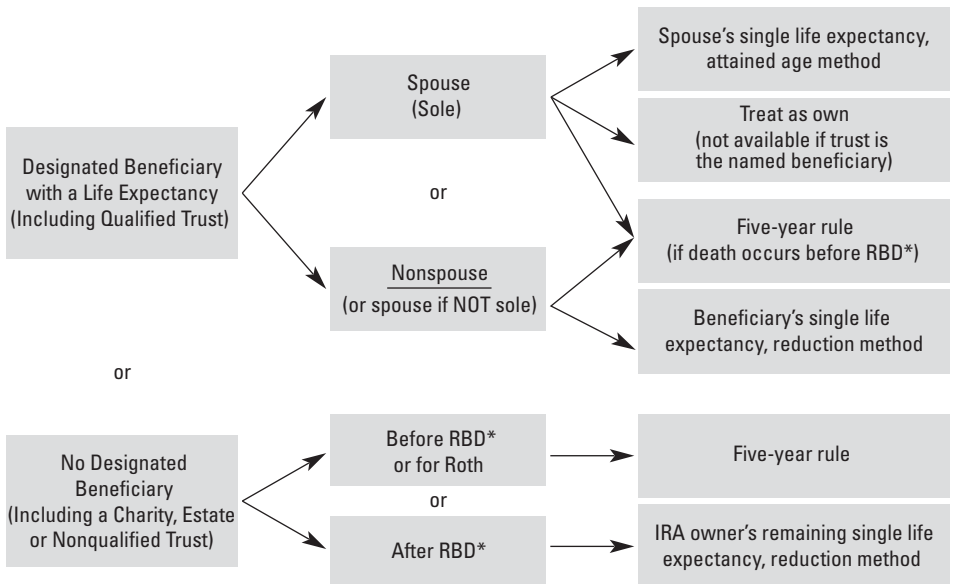 Designated Beneficiary
with a Life Expectancy
(Including Qualified Trust)
or
No Designated
Beneficiary
(Including a Charity, Estate
or Nonqualified Trust)
Spouse
(Sole)
or
Nonspouse
(or spouse if NOT sole)
Before RBD*
or for Roth
or
After RBD*
Spouse’s single life expectancy,
attained age method
Treat as own
(not available if trust is
the named beneficiary)
Five-year rule
(if death occurs before RBD*)
Beneficiary’s single life
expectancy, reduction method
Five-year rule
IRA owner’s remaining single life
expectancy, reduction method